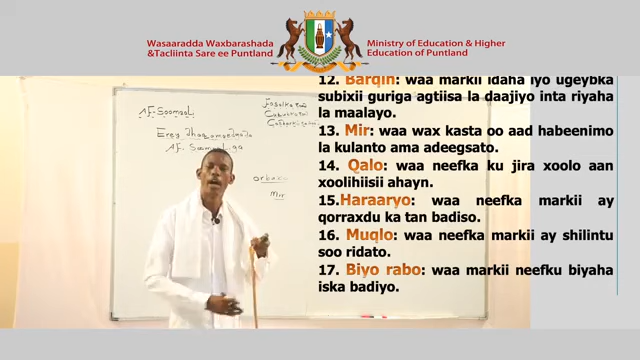 Wasaaradda Waxbarashada
&Tacliinta Sare ee Puntland
Ministry of Education & Higher
Education of Puntland
12. Barqin: waa markii idaha iyo ugeybka
subixii guriga agtiisa la daajiyo inta riyaha
la maalayo.
13. Mir: waa wax kasta oo aad habeenimo
la kulanto ama adeegsato.
14. Qalo: waa neefka ku jira xoolo aan
xoolihiisii ahayn.
15.Haraaryo: waa neefka markii ay
qorraxdu ka tan badiso.
16. Muqlo: waa neefka markii ay shilintu
soo ridato.
17. Biyo rabo: waa markii neefku biyaha
iska badiyo.
AF. Soomaali
Erey dhaq
AF. Soomaaliga
Mir